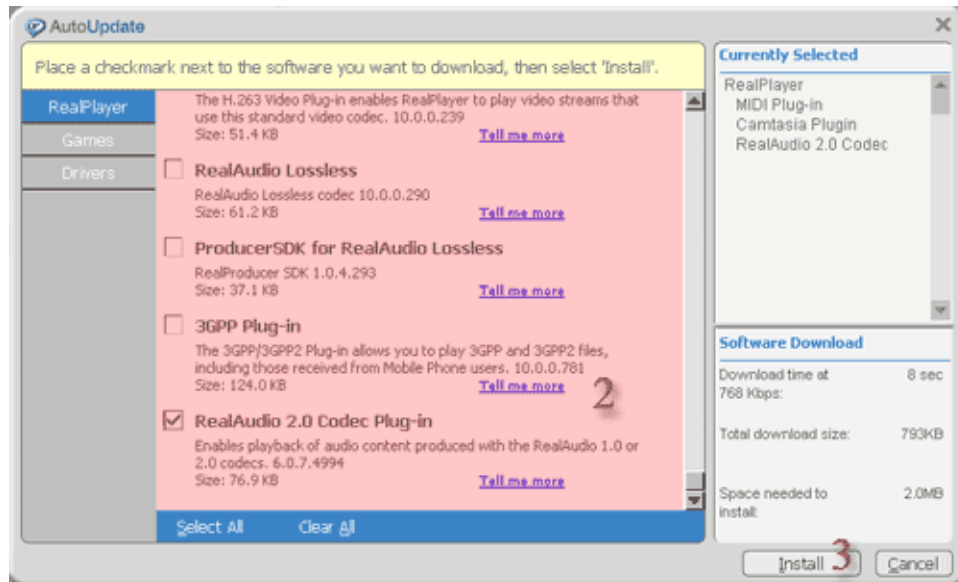 AutoUpdate
Place a checkmark next to the software you want to download, then select 'Install'.
RealPlayer
Games
Drivers
The H.263 Video Plug-in enables RealPlayer to play video streams that
use this standard video codec. 10.0.0.239
Size: 51.4 KB
Tell me more
RealAudio Lossless
RealAudio Lossless codec 10.0.0.290
Size: 61.2 KB
Tell me more
ProducerSDK for RealAudio Lossless
RealProducer SDK 1.0.4.293
Size: 37.1 KB
Tell me more
3GPP Plug-in
The 3GPP/3GPP2 Plug-in allows you to play 3GPP and 3GPP2 files,
including those received from Mobile Phone users. 10.0.0.781
Size: 124.0 KB
Tell me more
2
RealAudio 2.0 Codec Plug-in
Enables playback of audio content produced with the RealAudio 1.0 or
2.0 codecs. 6.0.7.4994
Size: 76.9 KB
Tell me more
Select All Clear All
Currently Selected
RealPlayer
MIDI Plug-in
Camtasia Plugin
RealAudio 2.0 Codec
Software Download
Download time at 8 sec
768 Kbps:
Total download size: 793KB
Space needed to 2.0MB
install:
Install 3 Cancel